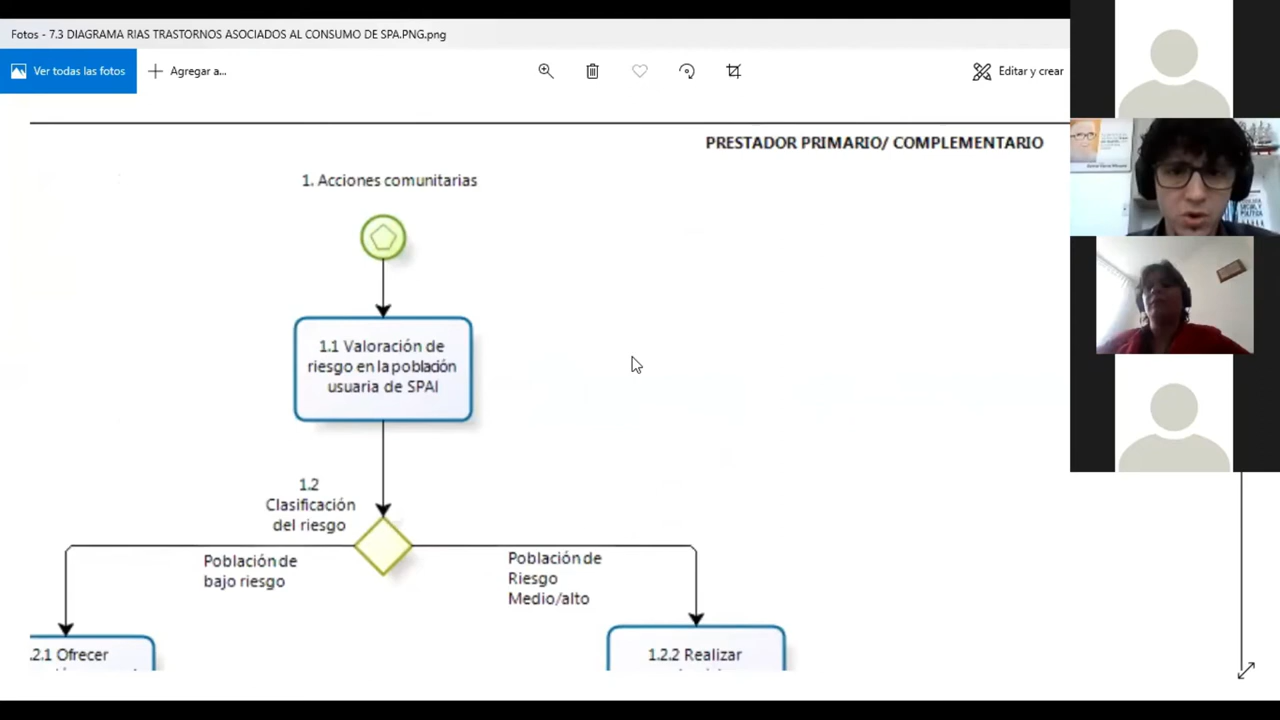 Fotos - 7.3 DIAGRAMA RIAS TRASTORNOS ASOCIADOS AL CONSUMO DE SPA.PNG.png
Ver todas las fotos
Agregar a...
Editar y crear
PRESTADOR PRIMARIO/ COMPLEMENTARIO
1. Acciones comunitarias
1.1 Valoración de
riesgo en la población
usuaria de SPAI
1.2
Clasificación
del riesgo
Población de
bajo riesgo
Población de
Riesgo
Medio/alto
.2.1 Ofrecer
1.2.2 Realizar
SOCIAL Y
POLÍTICA